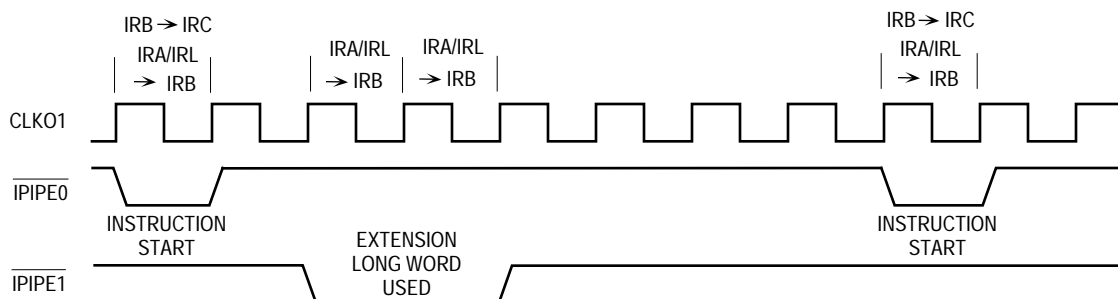 IRB → IRC
IRA/IRL
→ IRB
IRA/IRL
→ IRB
IRA/IRL
→ IRB
IRB → IRC
IRA/IRL
→ IRB
CLKO1
IPIPE0
INSTRUCTION
START
INSTRUCTION
START
EXTENSION
LONG WORD
USED
IPIPE1